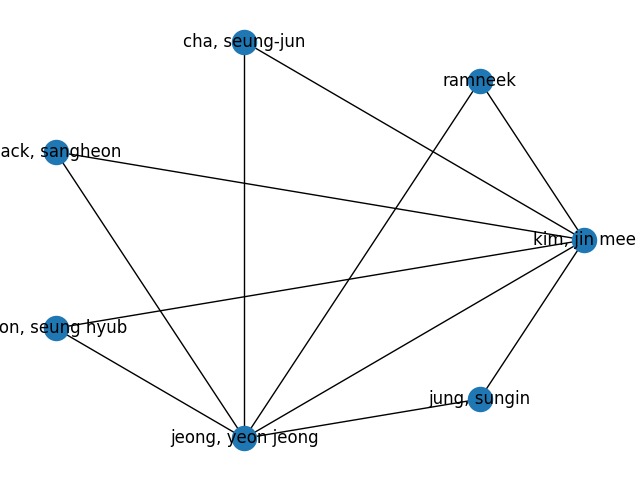 cha, seung-jun
ramneek
ack, sangheon
kim, jin mee
on, seung hyub
jung, sungin
jeong, yeon jeong